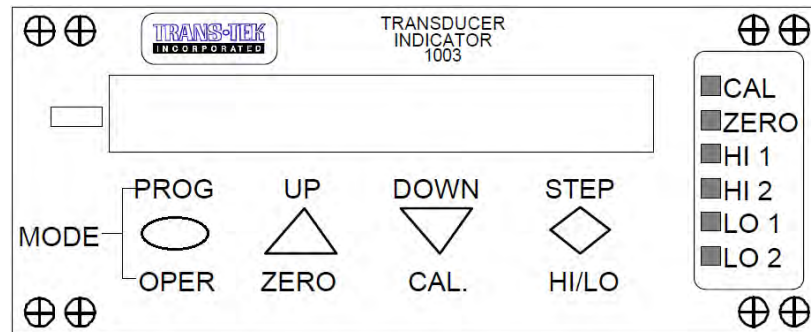 TRANS-TEK
INCORPORATED
TRANSDUCER
INDICATOR
1003
CAL
ZERO
HI 1
HI 2
LO 1
LO 2
PROG UP DOWN STEP
MODE
OPER ZERO CAL. HI/LO